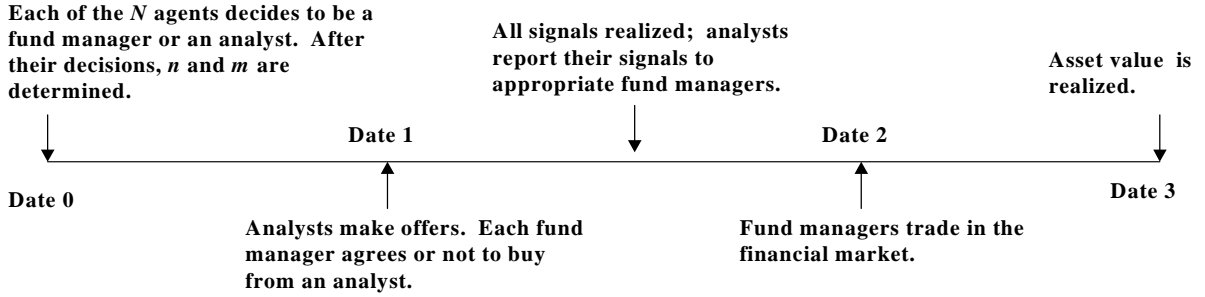 Each of the N agents decides to be a
fund manager or an analyst. After
their decisions, n and m are
determined.
All signals realized; analysts
report their signals to
appropriate fund managers.
Asset value is
realized.
Date 1
Date 2
Date 0
Date 3
Analysts make offers. Each fund
manager agrees or not to buy
from an analyst.
Fund managers trade in the
financial market.